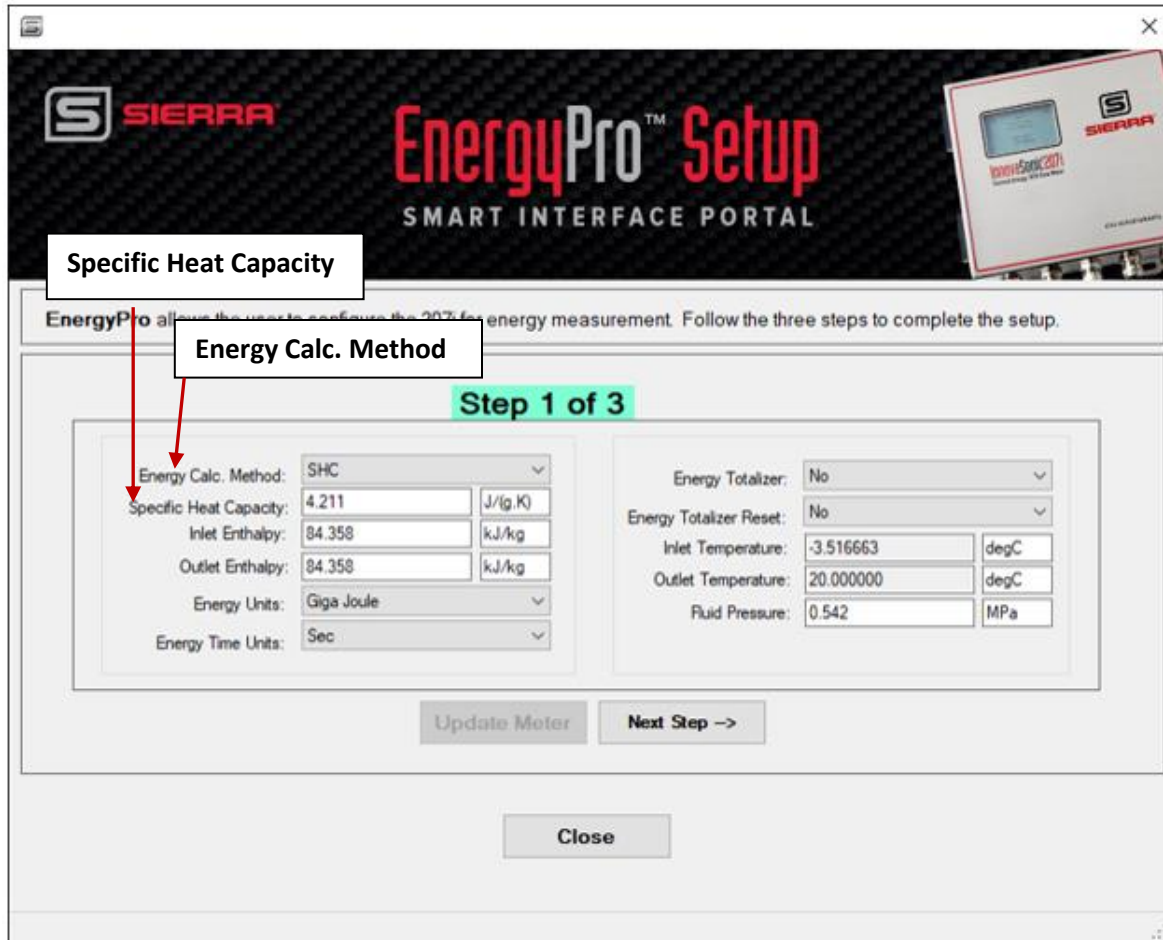 SIERRA
EnergyPro™ Setup
SMART INTERFACE PORTAL
SIERRA
InnovaSonic207i
Specific Heat Capacity
EnergyPro allows the user to configure the 207i for energy measurement. Follow the three steps to complete the setup.
Energy Calc. Method
Step 1 of 3
Energy Calc. Method: SHC
Specific Heat Capacity: 4.211 J/(g.K)
Inlet Enthalpy: 84.358 kJ/kg
Outlet Enthalpy: 84.358 kJ/kg
Energy Units: Giga Joule
Energy Time Units: Sec
Energy Totalizer: No
Energy Totalizer Reset: No
Inlet Temperature: -3.516663 degC
Outlet Temperature: 20.000000 degC
Fluid Pressure: 0.542 MPa
Update Meter
Next Step -->
Close